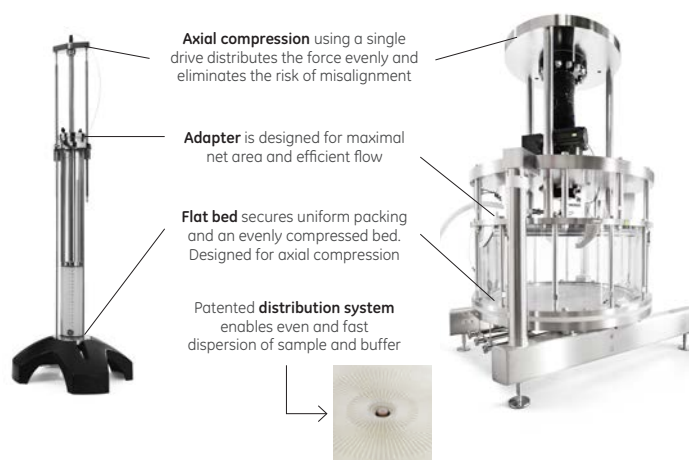 Axial compression using a single
drive distributes the force evenly and
eliminates the risk of misalignment
Adapter is designed for maximal
net area and efficient flow
Flat bed secures uniform packing
and an evenly compressed bed.
Designed for axial compression
Patented distribution system
enables even and fast
dispersion of sample and buffer